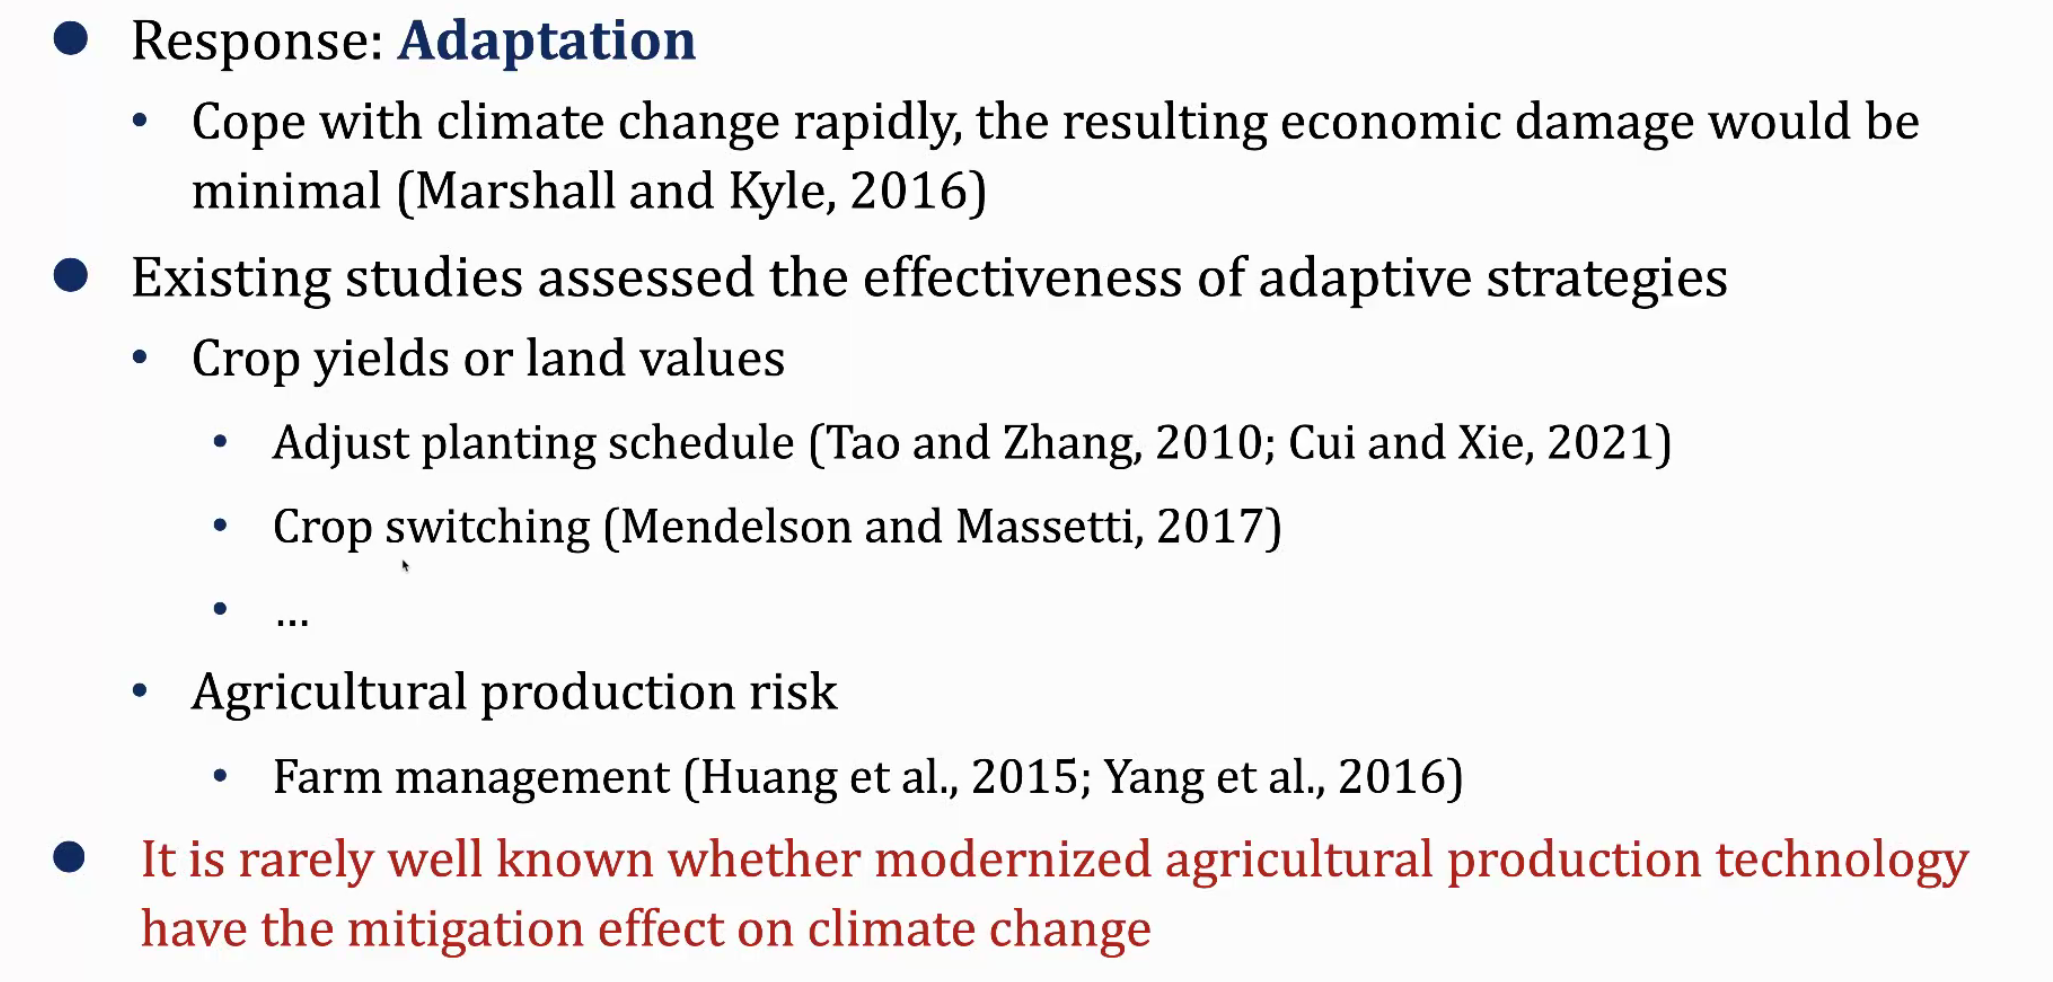 Response: Adaptation
Cope with climate change rapidly, the resulting economic damage would be
minimal (Marshall and Kyle, 2016)
Existing studies assessed the effectiveness of adaptive strategies
Crop yields or land values
Adjust planting schedule (Tao and Zhang, 2010; Cui and Xie, 2021)
Crop switching (Mendelson and Massetti, 2017)
...
Agricultural production risk
Farm management (Huang et al., 2015; Yang et al., 2016)
It is rarely well known whether modernized agricultural production technology
have the mitigation effect on climate change